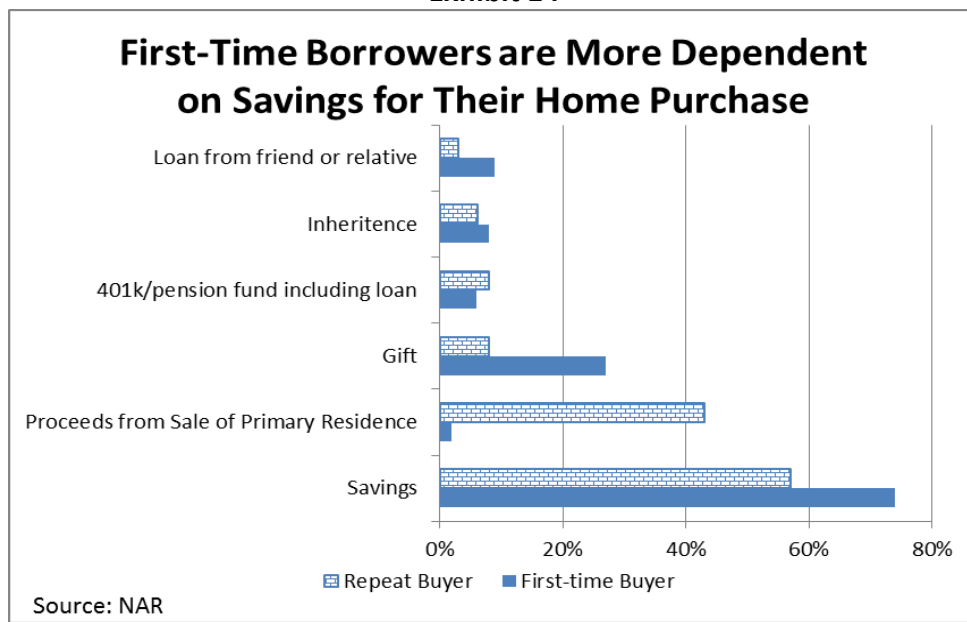 First-Time Borrowers are More Dependent
on Savings for Their Home Purchase
Loan from friend or relative
Inheritence
401k/pension fund including loan
Gift
Proceeds from Sale of Primary Residence
Savings
0% 20% 40% 60% 80%
Repeat Buyer First-time Buyer
Source: NAR